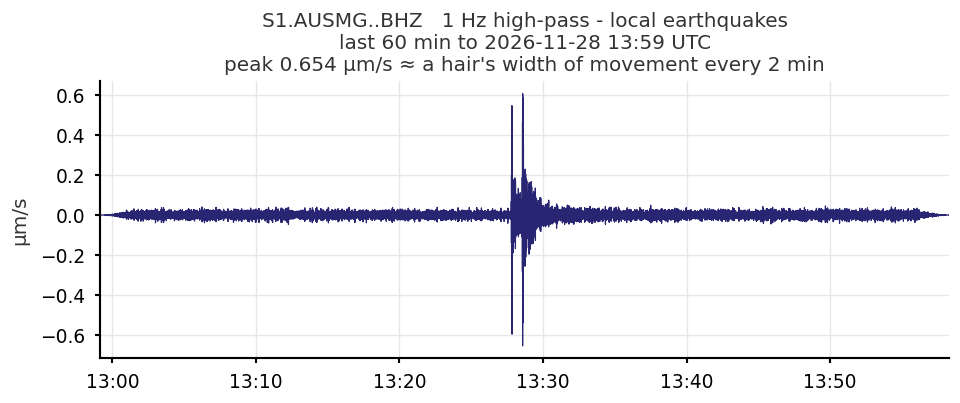 S1.AUSMG..BHZ   1 Hz high-pass - local earthquakes
last 60 min to 2026-11-28 13:59 UTC
peak 0.654 µm/s ≈ a hair's width of movement every 2 min
0.6
0.4
0.2
0.0
−0.2
−0.4
−0.6
µm/s
13:00 13:10 13:20 13:30 13:40 13:50